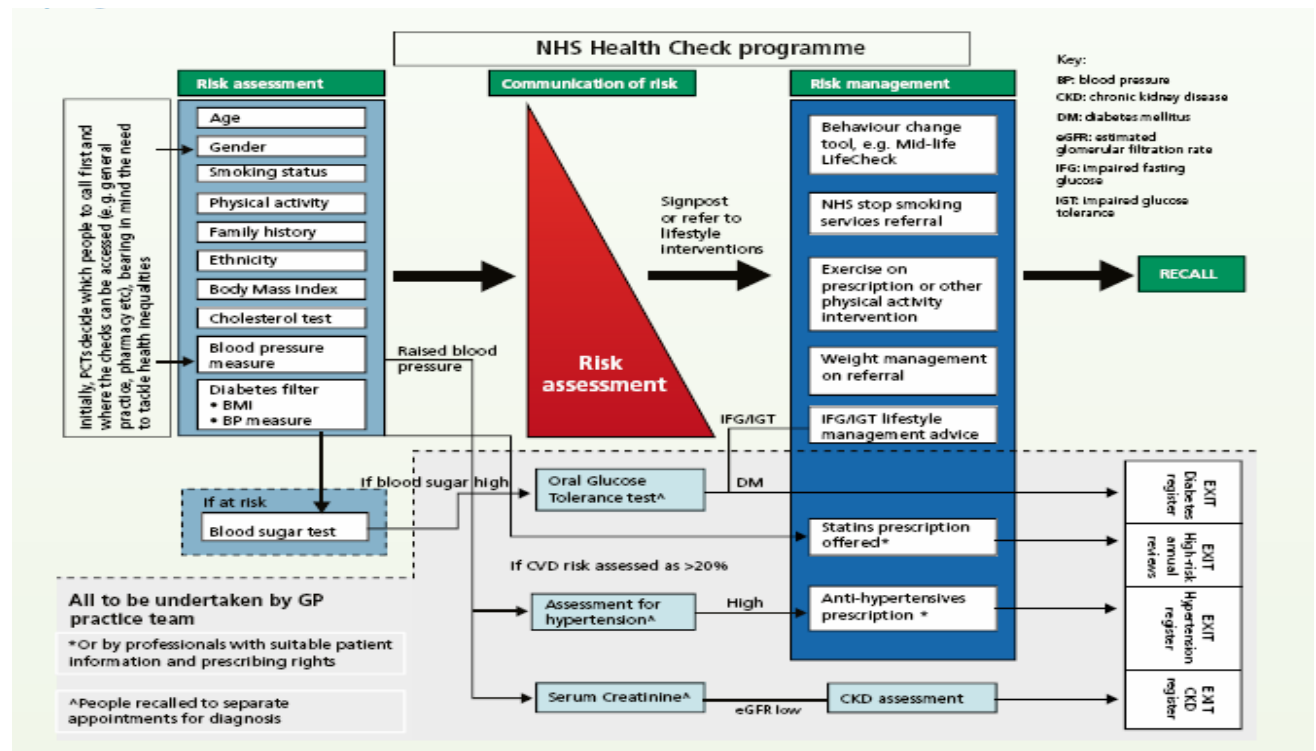 NHS Health Check programme
Risk assessment
Communication of risk
Risk management
Key:
BP: blood pressure
CKD: chronic kidney disease
DM: diabetes mellitus
eGFR: estimated
glomerular filtration rate
IFG: impaired fasting
glucose
IGT: impaired glucose
tolerance
Initially, PCTs decide which people to call first and
where the checks can be accessed (e.g. general
practice, pharmacy etc), bearing in mind the need
to tackle health inequalities
Age
Gender
Smoking status
Physical activity
Family history
Ethnicity
Body Mass Index
Cholesterol test
Blood pressure
measure
Diabetes filter
• BMI
• BP measure
Raised blood
pressure
Risk
assessment
Signpost
or refer to
lifestyle
interventions
Behaviour change
tool, e.g. Mid-life
LifeCheck
NHS stop smoking
services referral
Exercise on
prescription or other
physical activity
intervention
Weight management
on referral
IFG/IGT lifestyle
management advice
RECALL
IFG/IGT
If at risk
Blood sugar test
If blood sugar high
Oral Glucose
Tolerance test^
DM
EXIT
Diabetes
register
Statins prescription
offered*
EXIT
High-risk
annual
reviews
If CVD risk assessed as >20%
Assessment for
hypertension^
High
Anti-hypertensives
prescription *
EXIT
Hypertension
register
Serum Creatinine^
eGFR low
CKD assessment
EXIT
CKD
register
All to be undertaken by GP
practice team
*Or by professionals with suitable patient
information and prescribing rights
^People recalled to separate
appointments for diagnosis